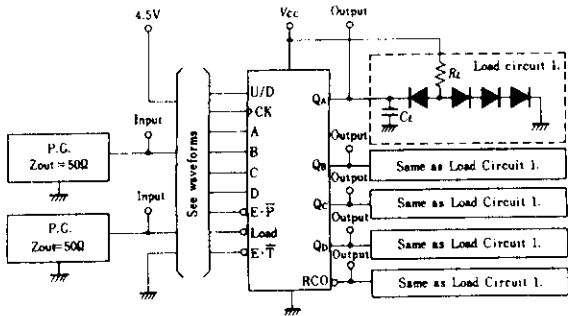 4.5V
Vcc
Output
RL
Load circuit 1.
U/D
CK
QA
CL
Input
A
Output
P.G.
Zout=50Ω
B
QB
Same as Load Circuit 1.
See waveforms
C
Output
QC
Same as Load Circuit 1.
Input
D
Output
P.G.
Zout=50Ω
E·P̅
QD
Same as Load Circuit 1.
Load
Output
E·T̅
RCO
Same as Load Circuit 1.